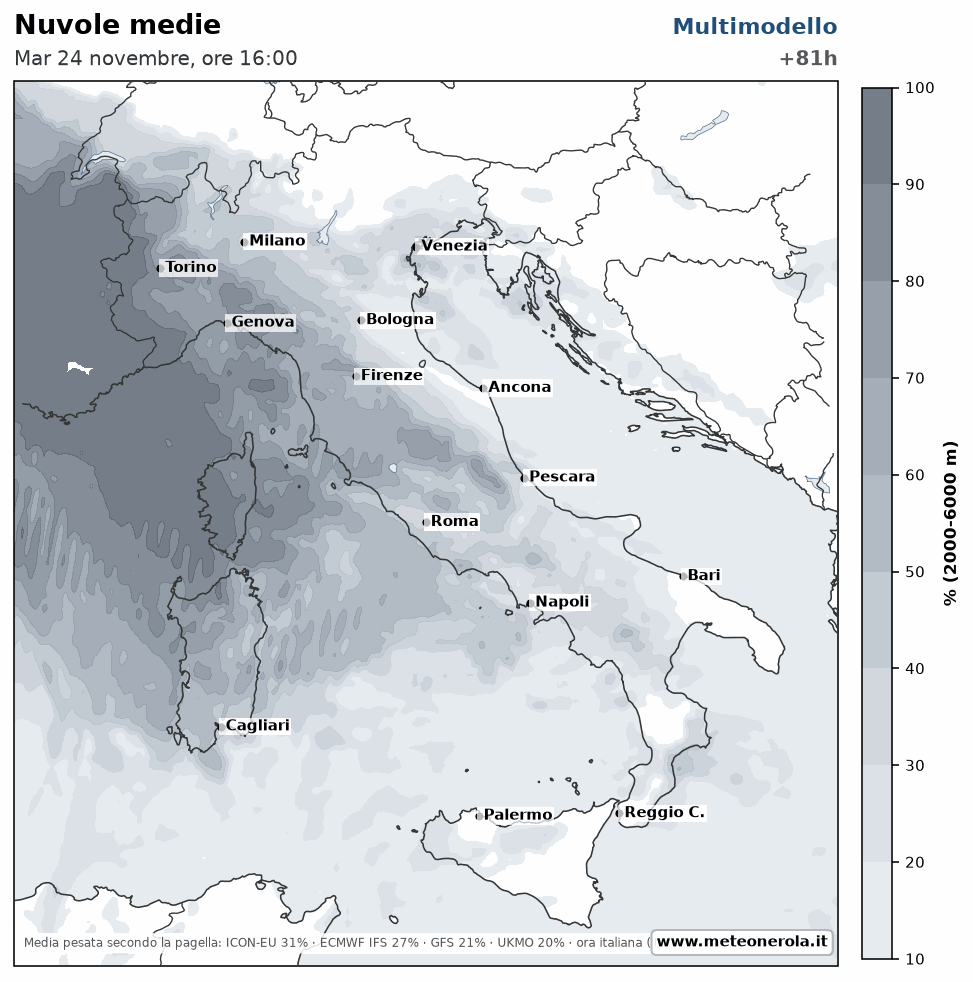 Nuvole medie
Multimodello
Mar 24 novembre, ore 16:00
+81h
100
90
80
70
60
50
40
30
20
10
% (2000-6000 m)
Milano
Venezia
Torino
Genova
Bologna
Firenze
Ancona
Pescara
Roma
Bari
Napoli
Cagliari
Palermo
Reggio C.
Media pesata secondo la pagella: ICON-EU 31% · ECMWF IFS 27% · GFS 21% · UKMO 20% · ora italiana (
www.meteonerola.it